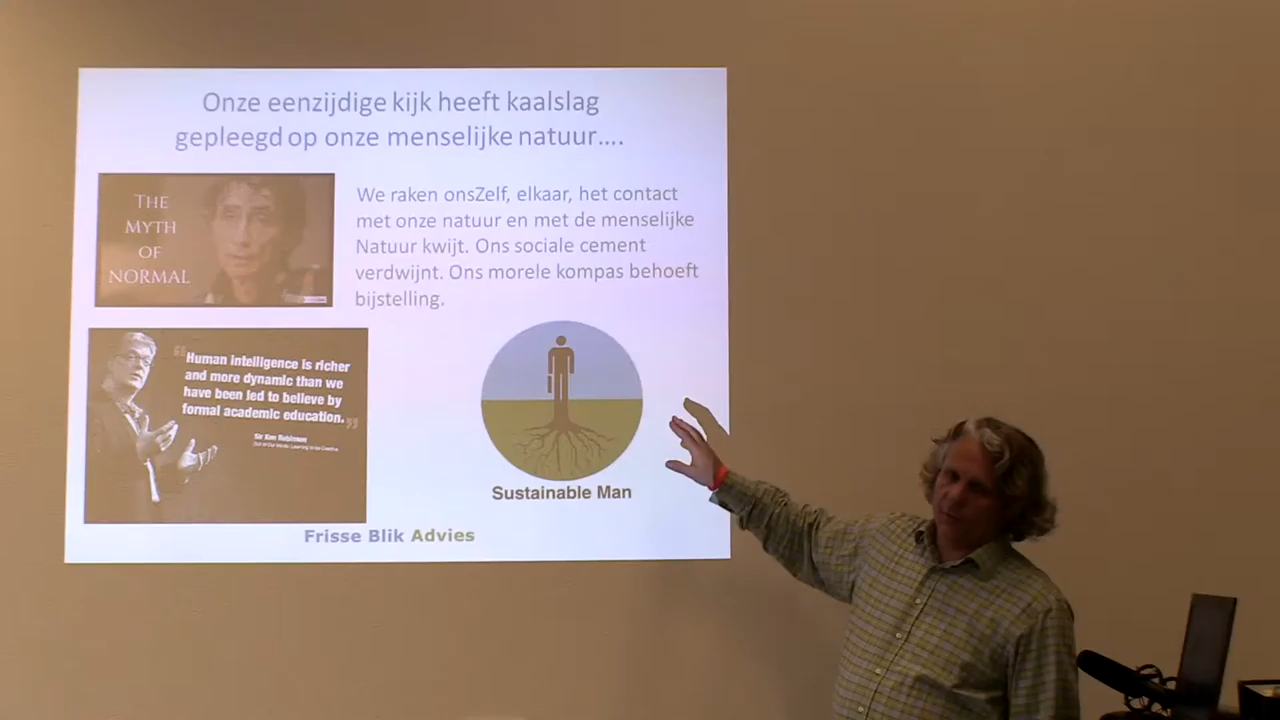 Onze eenzijdige kijk heeft kaalslag
gepleegd op onze menselijke natuur....
THE
MYTH
OF
NORMAL
We raken onsZelf, elkaar, het contact
met onze natuur en met de menselijke
Natuur kwijt. Ons sociale cement
verdwijnt. Ons morele kompas behoeft
bijstelling.
"Human intelligence is richer
and more dynamic than we
have been led to believe by
formal academic education."
Sir Ken Robinson
Sustainable Man
Frisse Blik Advies